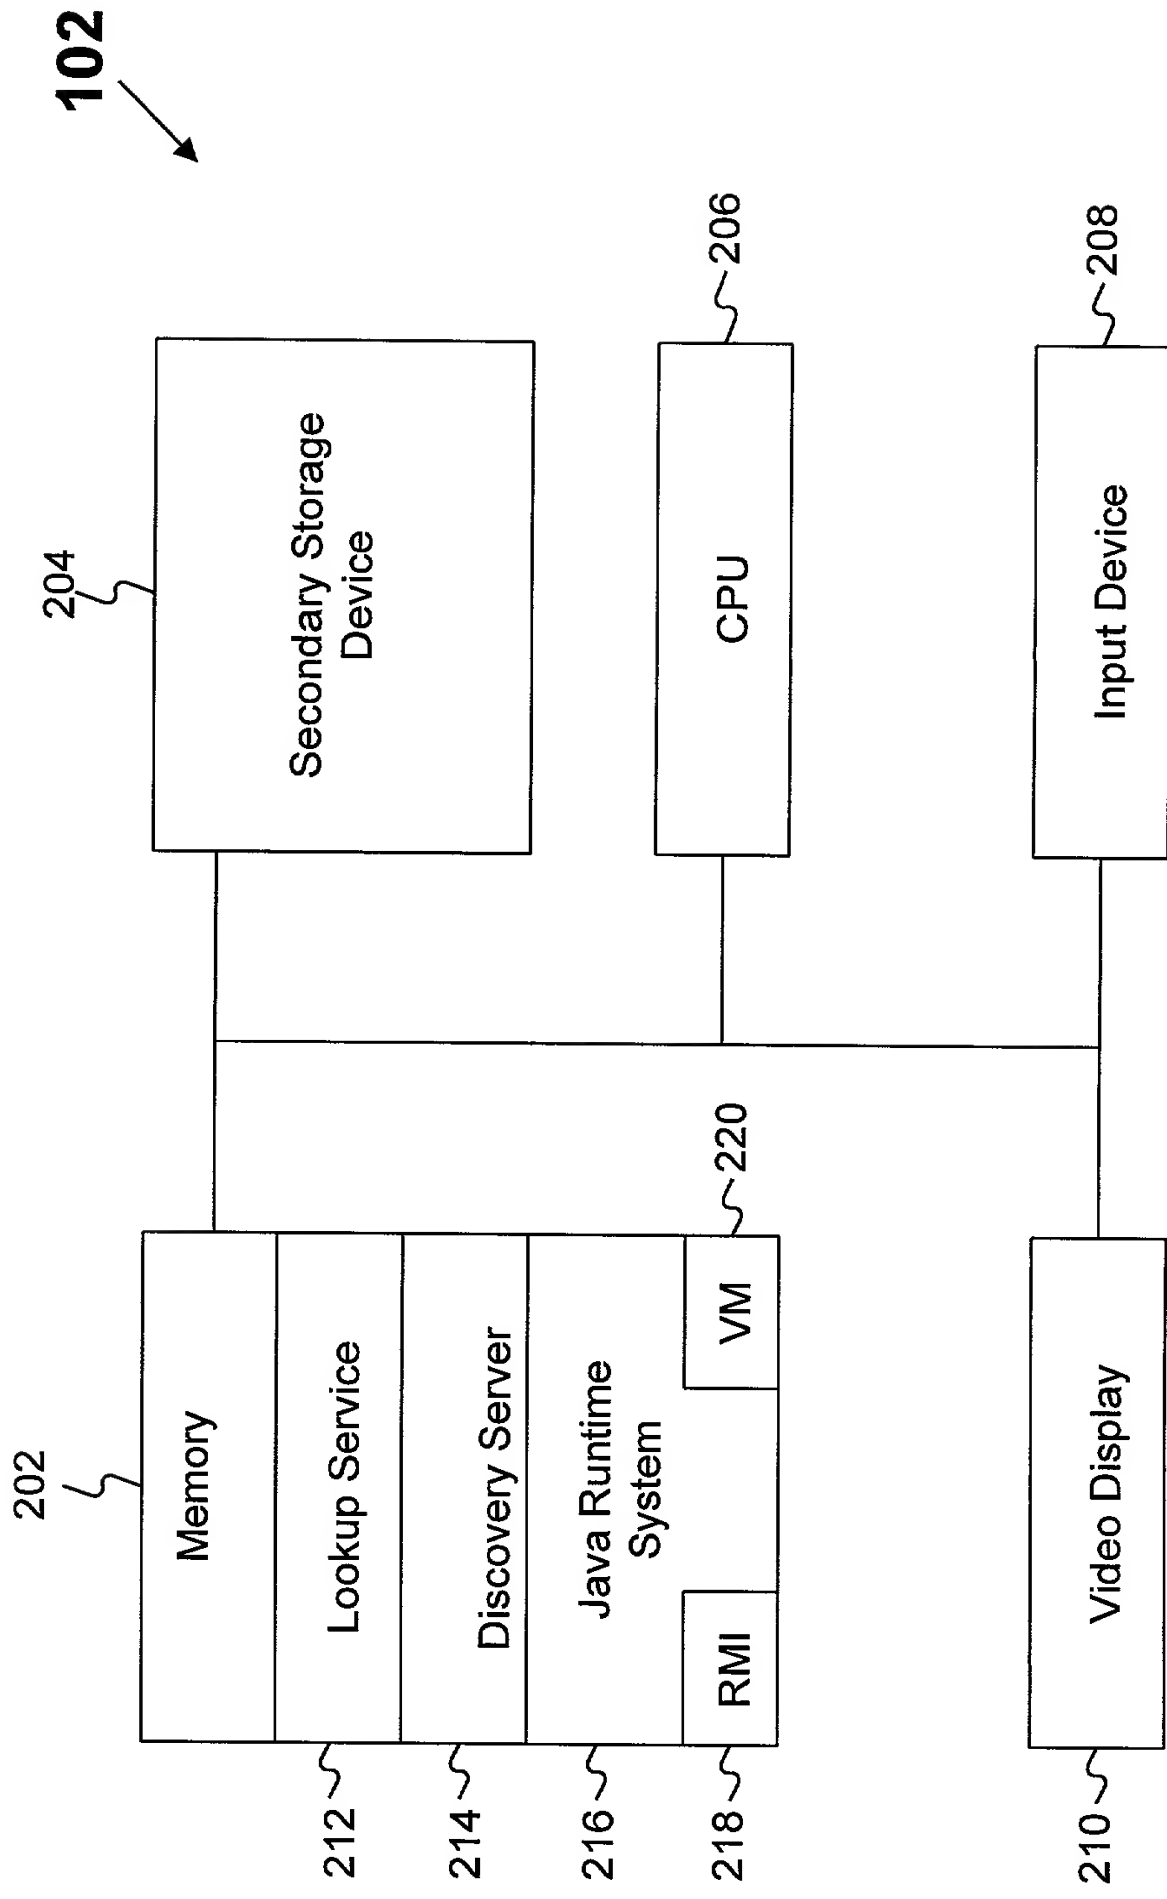 102
202
Memory
204
Secondary Storage
Device
212
Lookup Service
214
Discovery Server
216
Java Runtime
System
218
RMI
VM
220
CPU
206
210
Video Display
Input Device
208